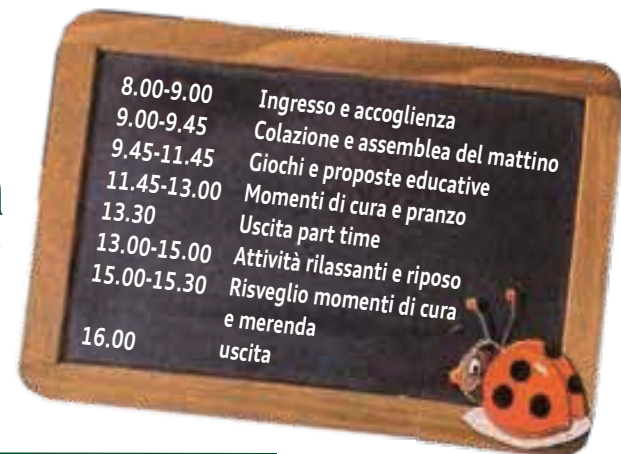 8.00-9.00 Ingresso e accoglienza
9.00-9.45 Colazione e assemblea del mattino
9.45-11.45 Giochi e proposte educative
11.45-13.00 Momenti di cura e pranzo
13.30 Uscita part time
13.00-15.00 Attività rilassanti e riposo
15.00-15.30 Risveglio momenti di cura
e merenda
16.00 uscita